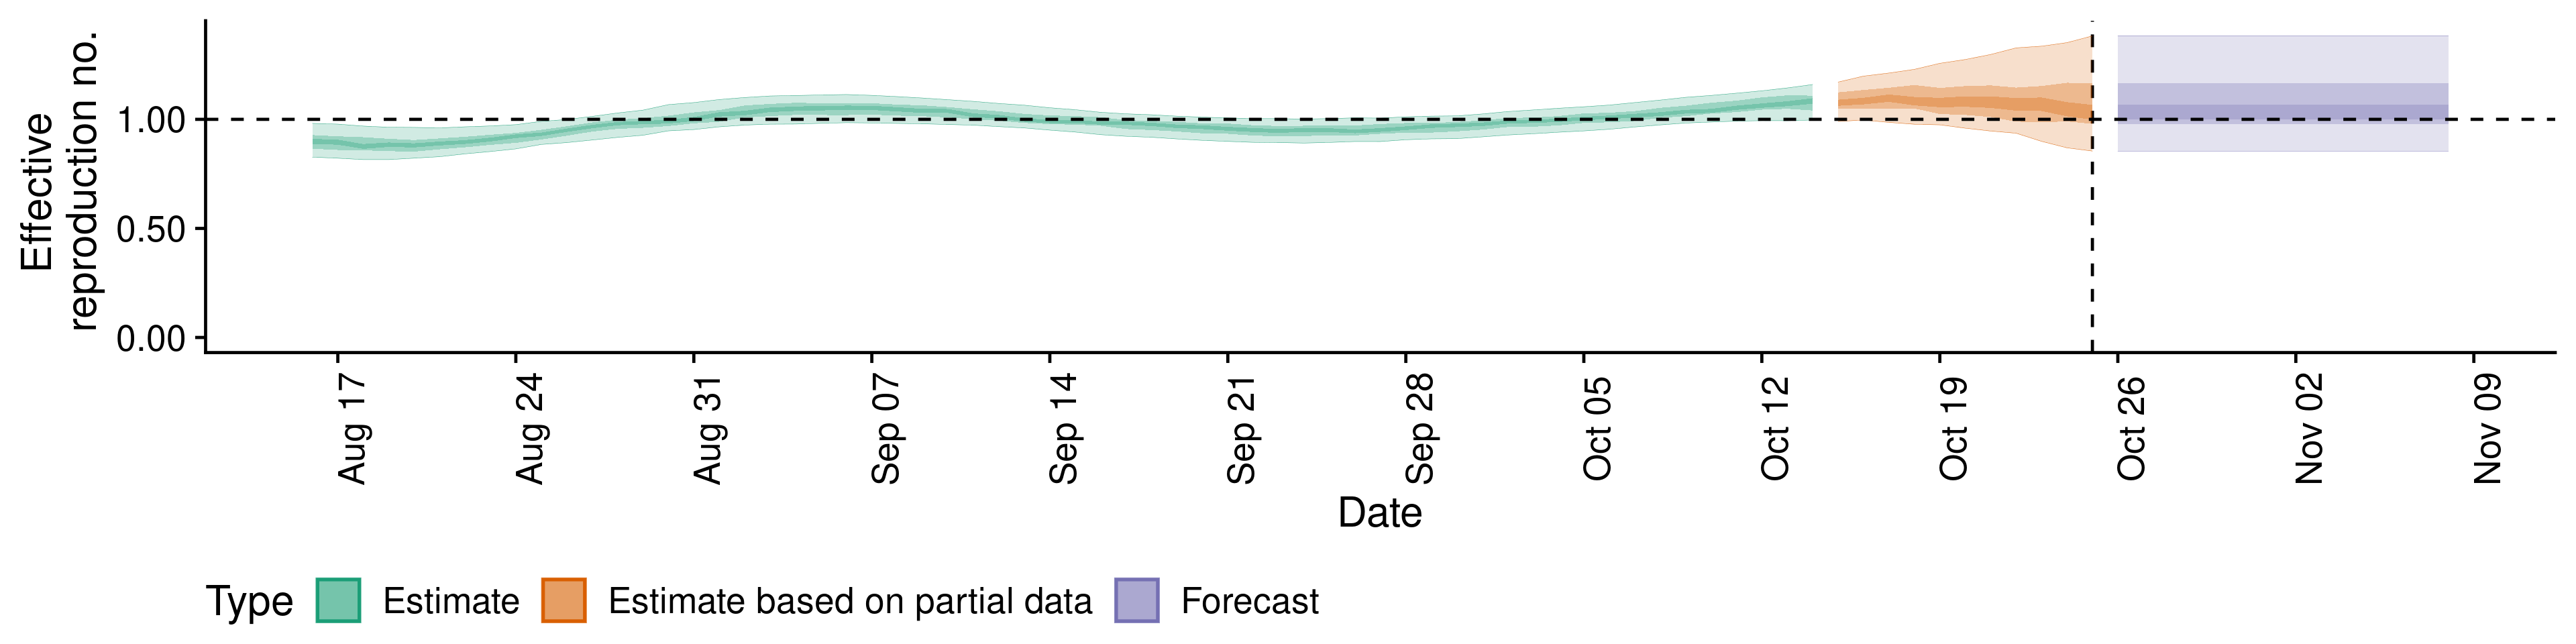 Effective
reproduction no.
1.00
0.50
0.00
Aug 17
Aug 24
Aug 31
Sep 07
Sep 14
Sep 21
Sep 28
Oct 05
Oct 12
Oct 19
Oct 26
Nov 02
Nov 09
Date
Type Estimate Estimate based on partial data Forecast